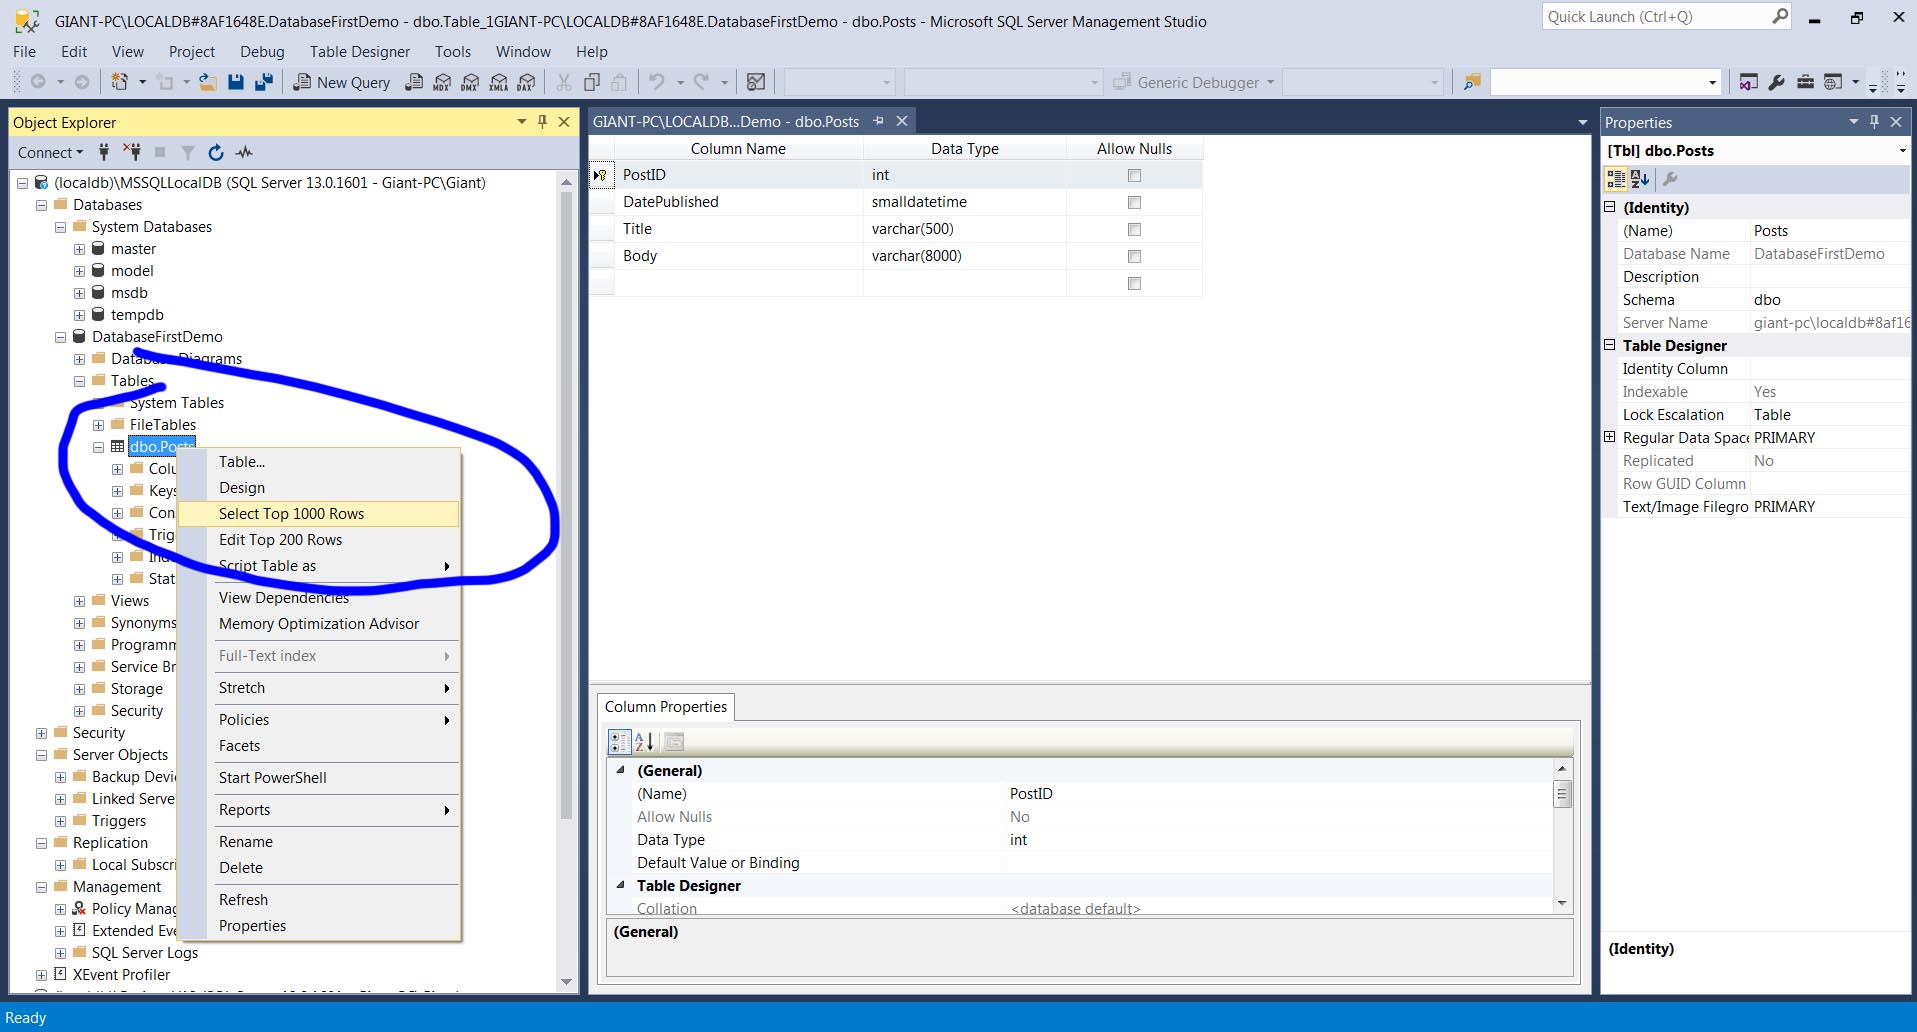 GIANT-PC\LOCALDB#8AF1648E.DatabaseFirstDemo - dbo.Table_1GIANT-PC\LOCALDB#8AF1648E.DatabaseFirstDemo - dbo.Posts - Microsoft SQL Server Management Studio
Quick Launch (Ctrl+Q)
File Edit View Project Debug Table Designer Tools Window Help
New Query MDX DMX XMLA DAX Generic Debugger
Object Explorer
Connect
(localdb)\MSSQLLocalDB (SQL Server 13.0.1601 - Giant-PC\Giant)
Databases
System Databases
master
model
msdb
tempdb
DatabaseFirstDemo
Database Diagrams
Tables
System Tables
FileTables
dbo.Posts
Colu
Keys
Con
Trigg
Inde
Stat
Views
Synonyms
Programm
Service Br
Storage
Security
Security
Server Objects
Backup Devi
Linked Serve
Triggers
Replication
Local Subscri
Management
Policy Manag
Extended Eve
SQL Server Logs
XEvent Profiler
Table...
Design
Select Top 1000 Rows
Edit Top 200 Rows
Script Table as
View Dependencies
Memory Optimization Advisor
Full-Text index
Stretch
Policies
Facets
Start PowerShell
Reports
Rename
Delete
Refresh
Properties
GIANT-PC\LOCALDB...Demo - dbo.Posts
Column Name Data Type Allow Nulls
PostID int
DatePublished smalldatetime
Title varchar(500)
Body varchar(8000)
Column Properties
(General)
(Name) PostID
Allow Nulls No
Data Type int
Default Value or Binding
Table Designer
Collation <database default>
(General)
Properties
[Tbl] dbo.Posts
(Identity)
(Name) Posts
Database Name DatabaseFirstDemo
Description
Schema dbo
Server Name giant-pc\localdb#8af16
Table Designer
Identity Column
Indexable Yes
Lock Escalation Table
Regular Data Space PRIMARY
Replicated No
Row GUID Column
Text/Image Filegro PRIMARY
(Identity)
Ready